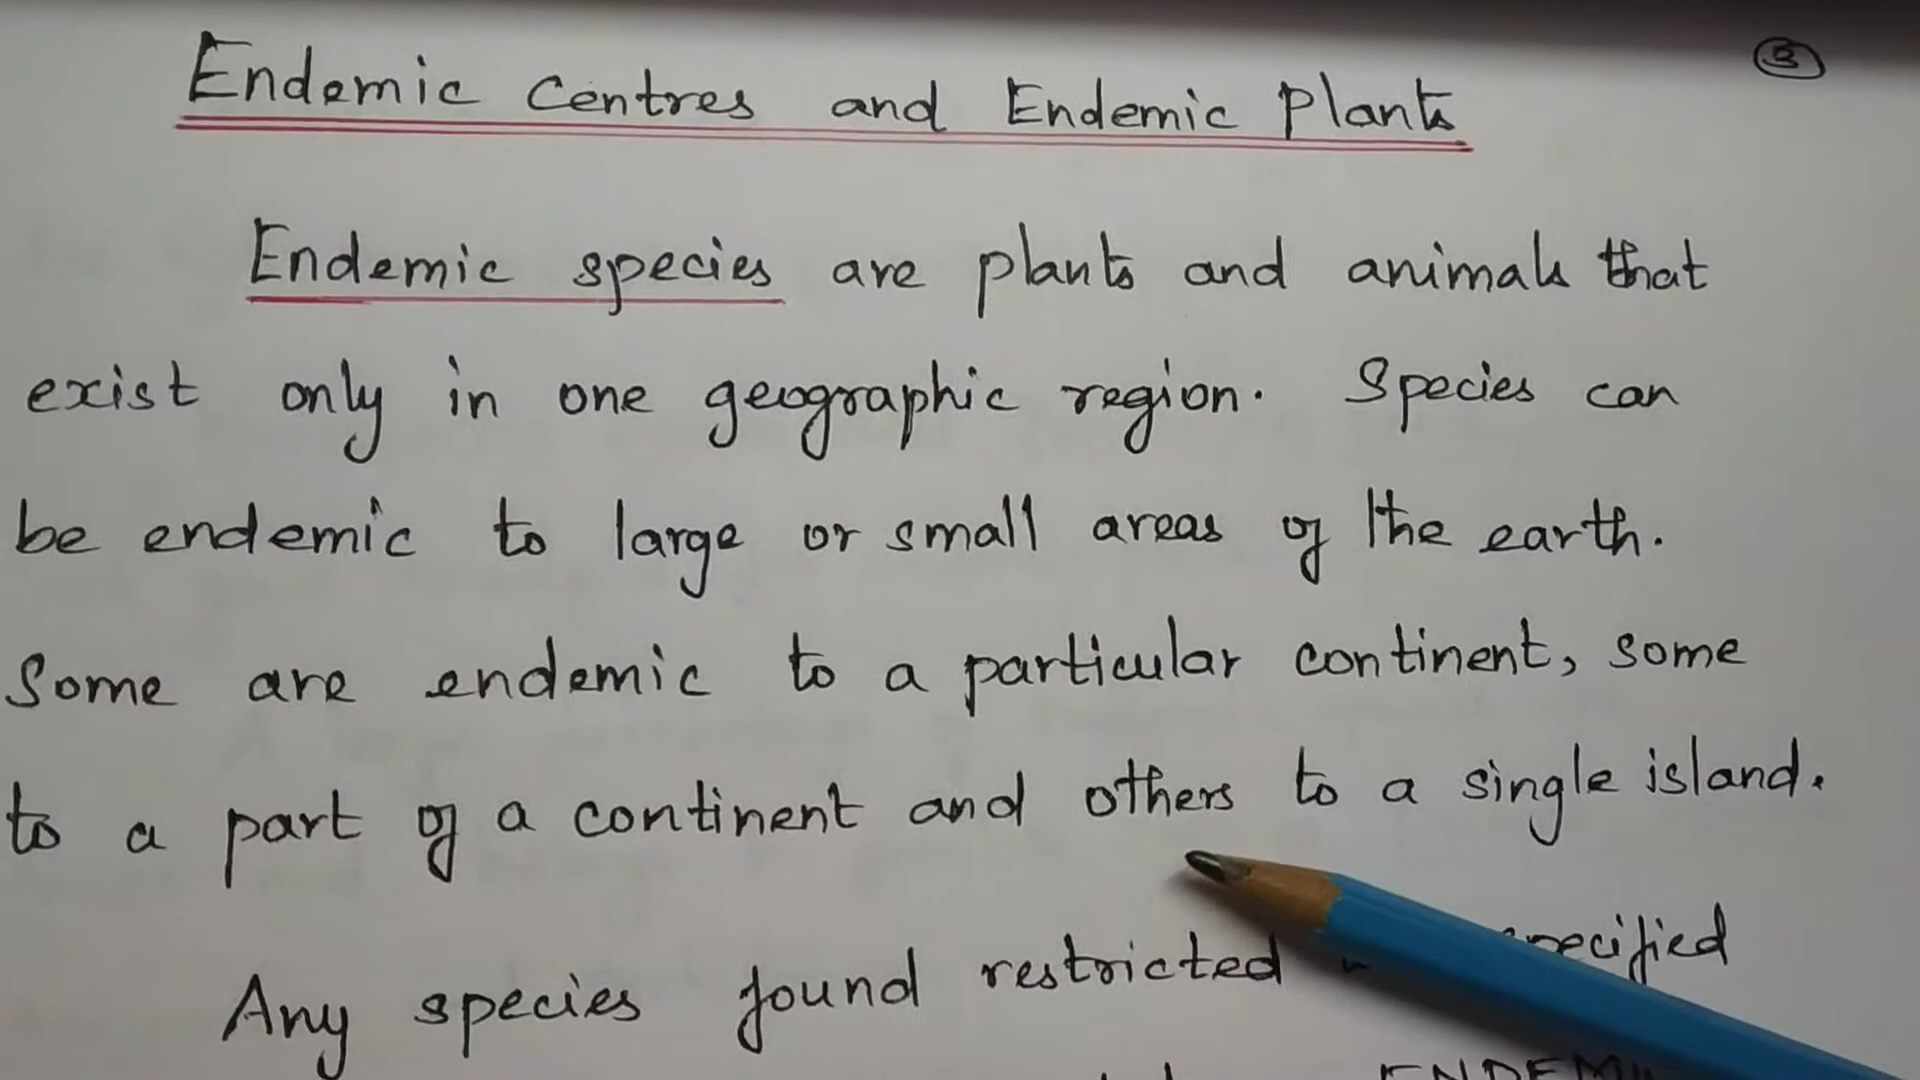 3
Endemic Centres and Endemic Plants
Endemic species are plants and animals that
exist only in one geographic region. Species can
be endemic to large or small areas of the earth.
Some are endemic to a particular continent, some
to a part of a continent and others to a single island.
Any species found restricted specified